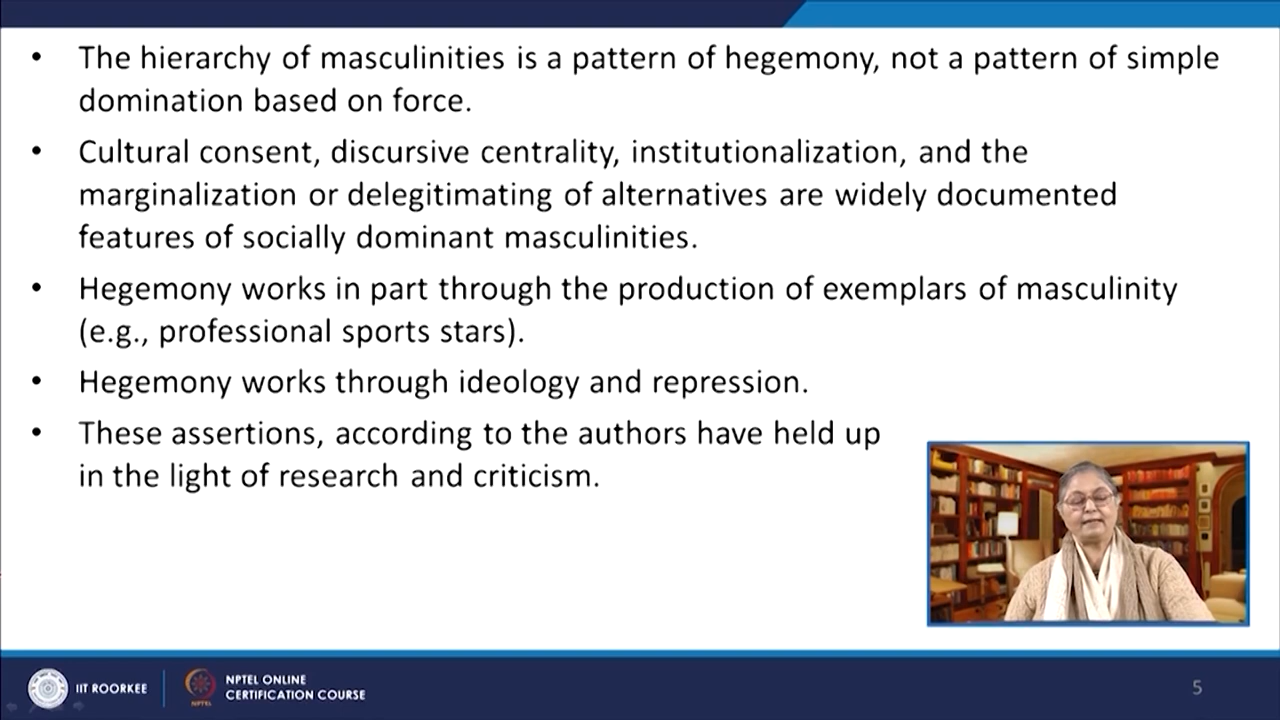 • The hierarchy of masculinities is a pattern of hegemony, not a pattern of simple
domination based on force.
• Cultural consent, discursive centrality, institutionalization, and the
marginalization or delegitimating of alternatives are widely documented
features of socially dominant masculinities.
• Hegemony works in part through the production of exemplars of masculinity
(e.g., professional sports stars).
• Hegemony works through ideology and repression.
• These assertions, according to the authors have held up
in the light of research and criticism.
IIT ROORKEE
NPTEL
NPTEL ONLINE
CERTIFICATION COURSE
5